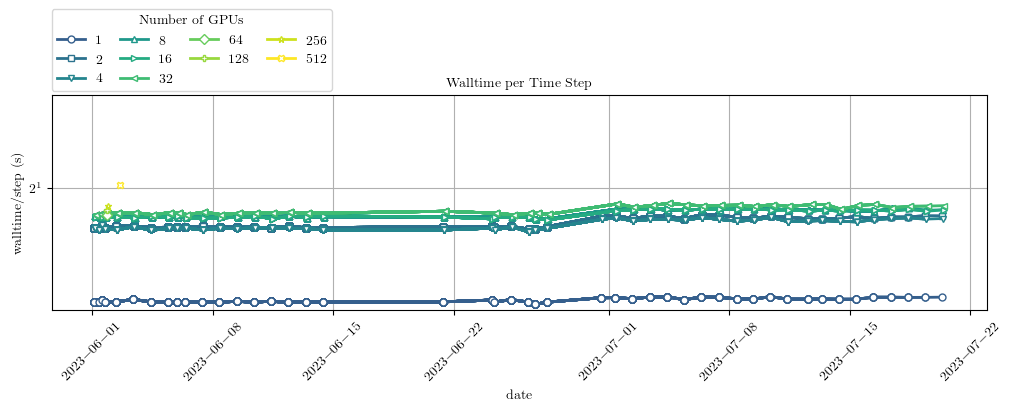 Number of GPUs
1 8 64 256
2 16 128 512
4 32
Walltime per Time Step
walltime/step (s)
2¹
2023−06−01 2023−06−08 2023−06−15 2023−06−22 2023−07−01 2023−07−08 2023−07−15 2023−07−22
date